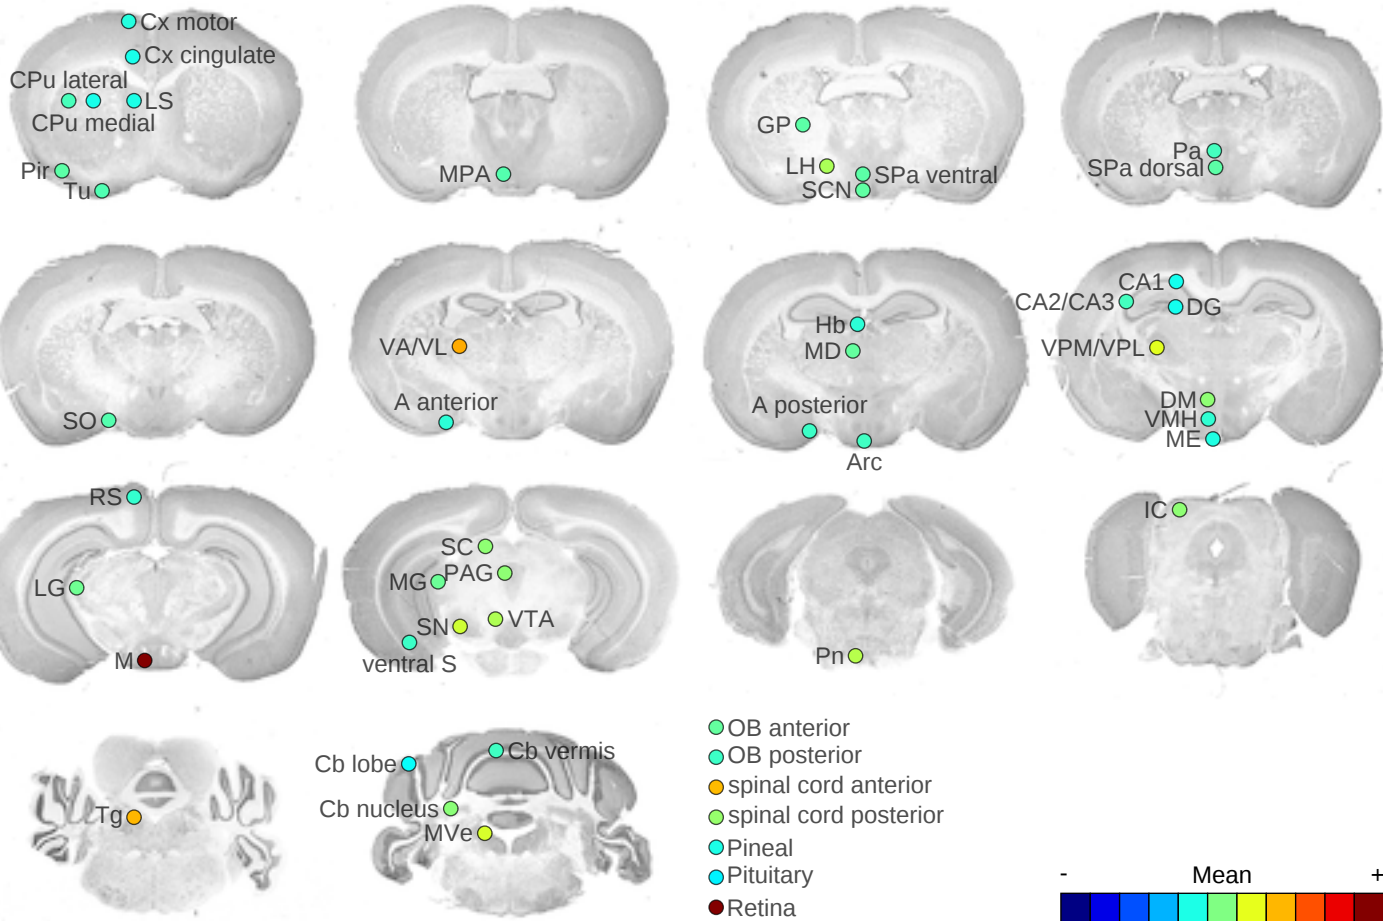 Cx motor
Cx cingulate
CPu lateral
LS
CPu medial
Pir
Tu
MPA
GP
LH
SPa ventral
SCN
Pa
SPa dorsal
SO
VA/VL
A anterior
Hb
MD
A posterior
Arc
CA1
CA2/CA3
DG
VPM/VPL
DM
VMH
ME
RS
LG
M
SC
PAG
MG
VTA
SN
ventral S
Pn
IC
Tg
Cb vermis
Cb lobe
Cb nucleus
MVe
OB anterior
OB posterior
spinal cord anterior
spinal cord posterior
Pineal
Pituitary
Retina
- Mean +